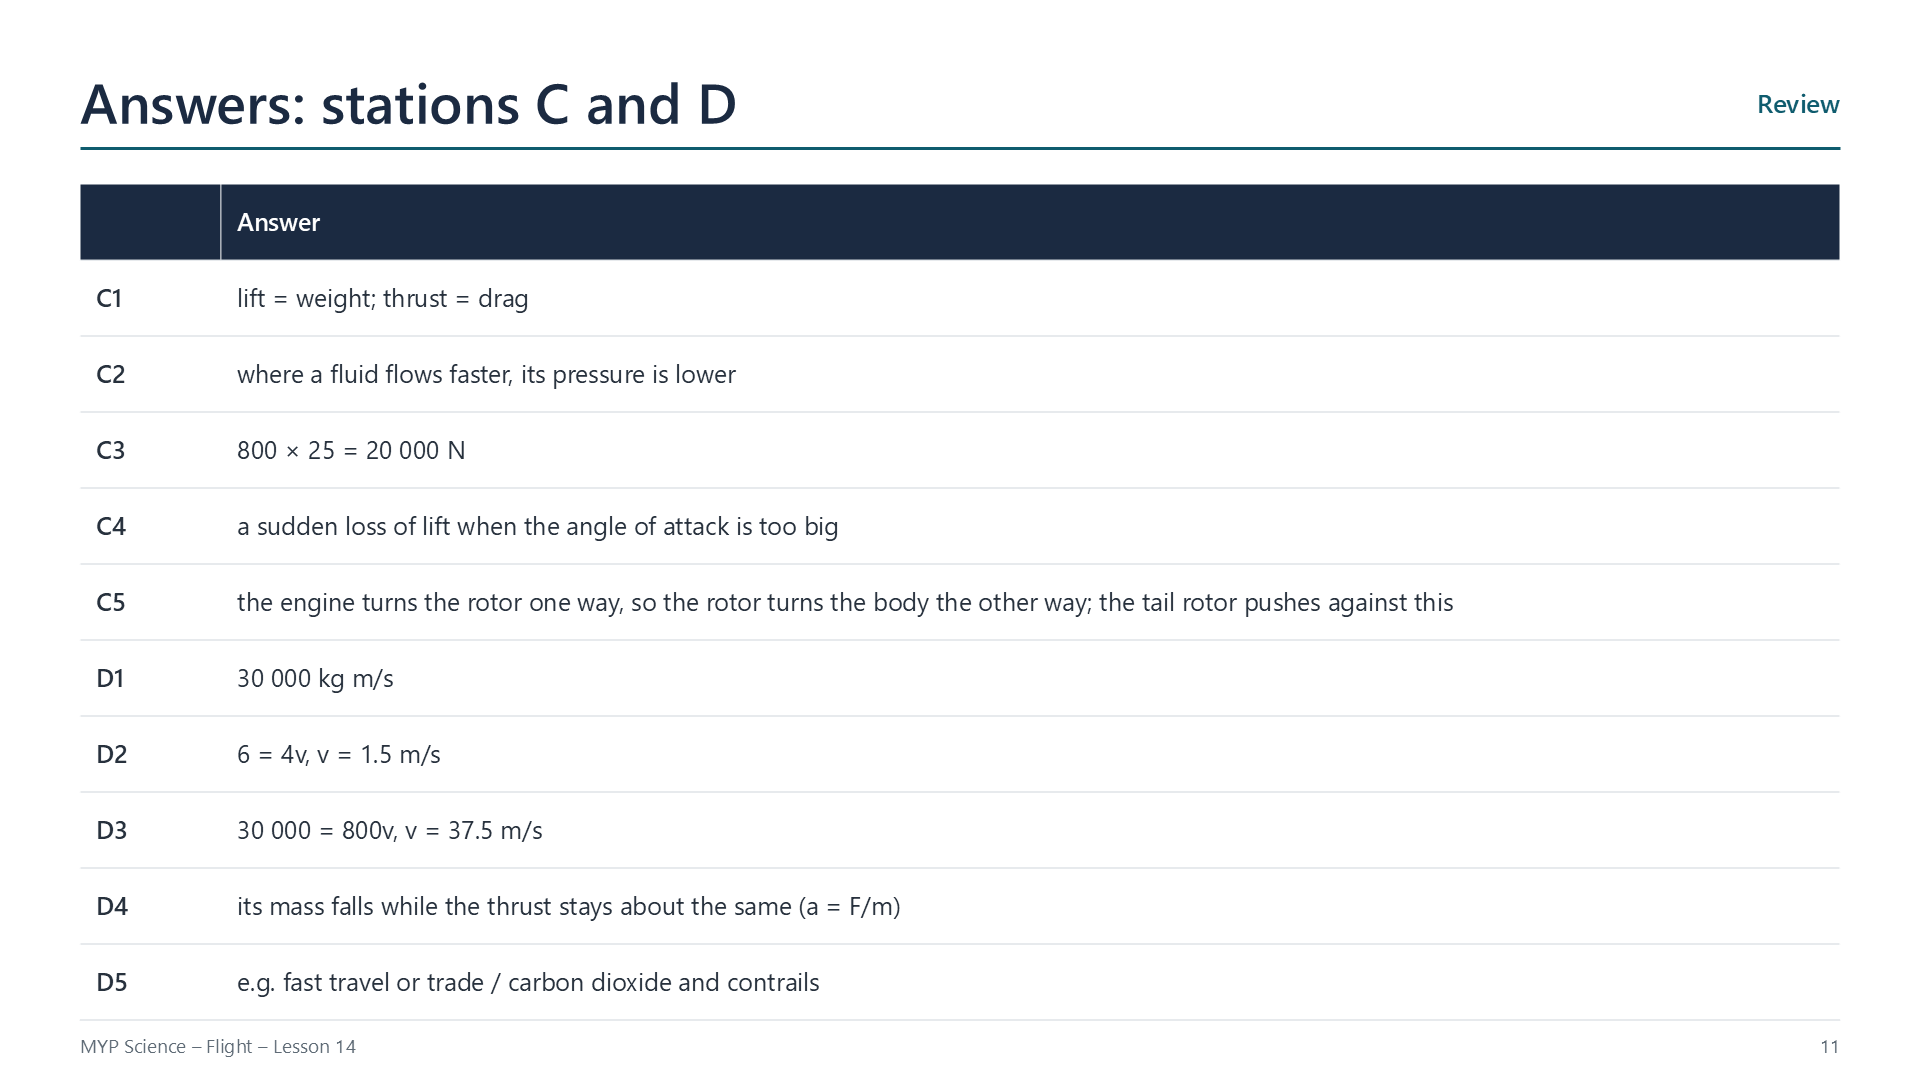 Answers: stations C and D
Review
Answer
C1 lift = weight; thrust = drag
C2 where a fluid flows faster, its pressure is lower
C3 800 × 25 = 20 000 N
C4 a sudden loss of lift when the angle of attack is too big
C5 the engine turns the rotor one way, so the rotor turns the body the other way; the tail rotor pushes against this
D1 30 000 kg m/s
D2 6 = 4v, v = 1.5 m/s
D3 30 000 = 800v, v = 37.5 m/s
D4 its mass falls while the thrust stays about the same (a = F/m)
D5 e.g. fast travel or trade / carbon dioxide and contrails
MYP Science – Flight – Lesson 14
11